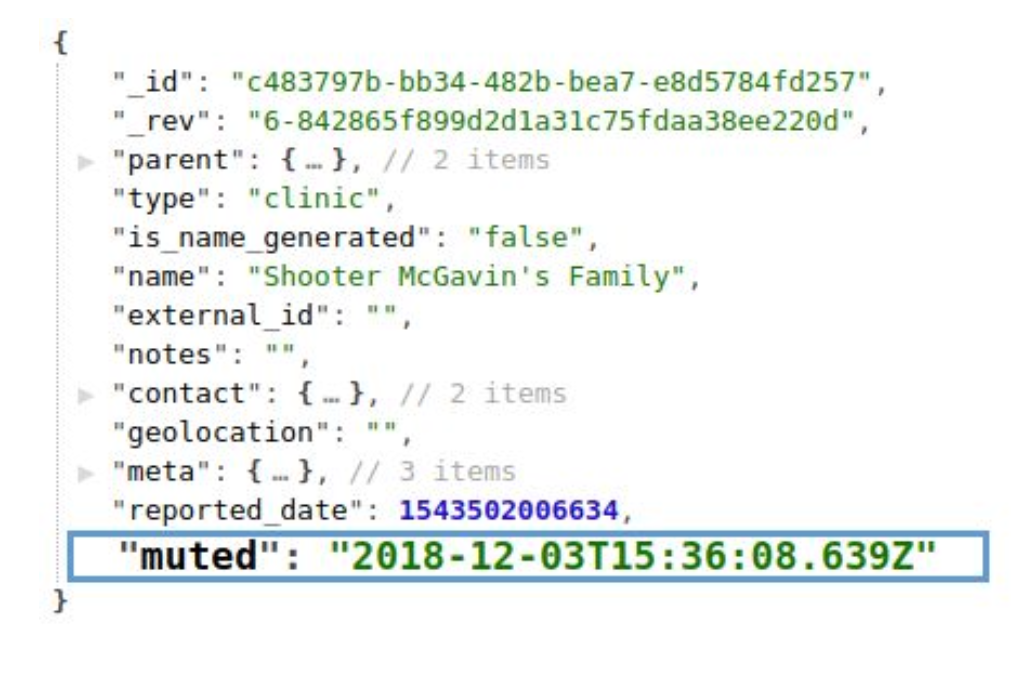 {
"_id": "c483797b-bb34-482b-bea7-e8d5784fd257",
"_rev": "6-842865f899d2d1a31c75fdaa38ee220d",
"parent": { … }, // 2 items
"type": "clinic",
"is_name_generated": "false",
"name": "Shooter McGavin's Family",
"external_id": "",
"notes": "",
"contact": { … }, // 2 items
"geolocation": "",
"meta": { … }, // 3 items
"reported_date": 1543502006634,
"muted": "2018-12-03T15:36:08.639Z"
}